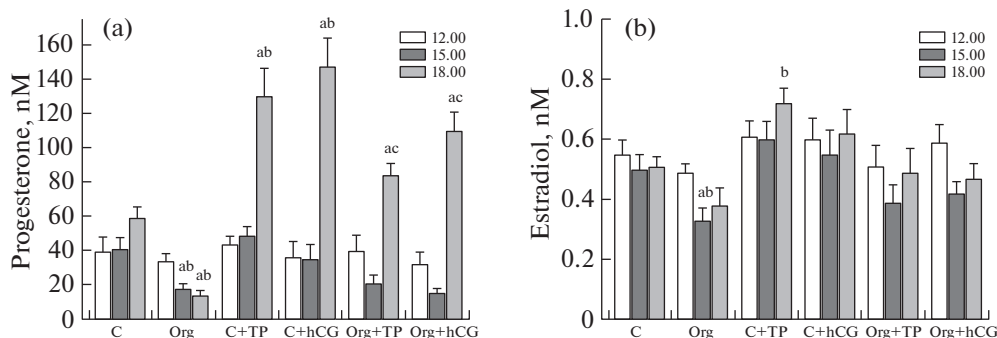 (a)
Progesterone, nM
160
140
120
100
80
60
40
20
0
12.00
15.00
18.00
ab
ab
ab
ab
ac
ac
C
Org
C+TP
C+hCG
Org+TP
Org+hCG
(b)
Estradiol, nM
1.0
0.8
0.6
0.4
0.2
0
12.00
15.00
18.00
ab
b
C
Org
C+TP
C+hCG
Org+TP
Org+hCG